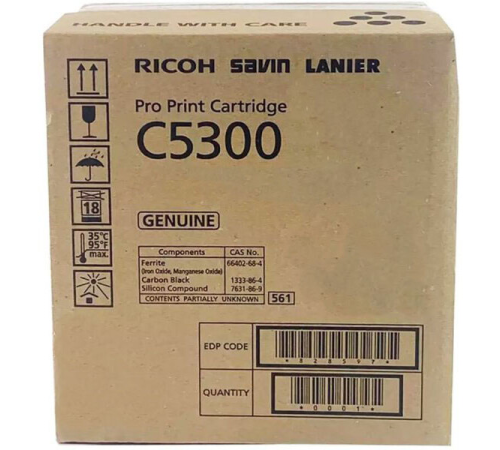 HANDLE WITH CARE
RICOH Savin LANIER
Pro Print Cartridge
C5300
18
35°C
95°F
max.
GENUINE
Components CAS No.
Ferrite 66402-68-4
(Iron Oxide, Manganese Oxide)
Carbon Black 1333-86-4
Silicon Compound 7631-86-9
CONTENTS PARTIALLY UNKNOWN 561
EDP CODE
*828597*
QUANTITY
*0001*